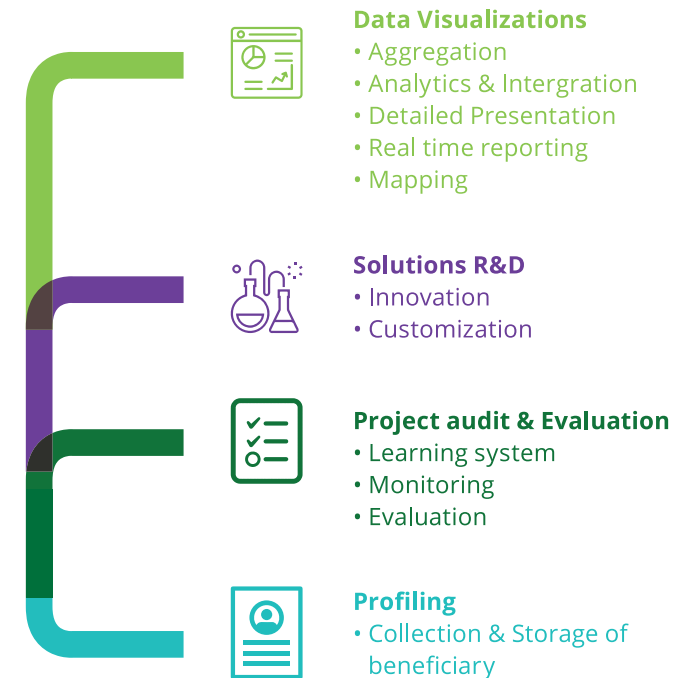 Data Visualizations
• Aggregation
• Analytics & Intergration
• Detailed Presentation
• Real time reporting
• Mapping
Solutions R&D
• Innovation
• Customization
Project audit & Evaluation
• Learning system
• Monitoring
• Evaluation
Profiling
• Collection & Storage of
beneficiary